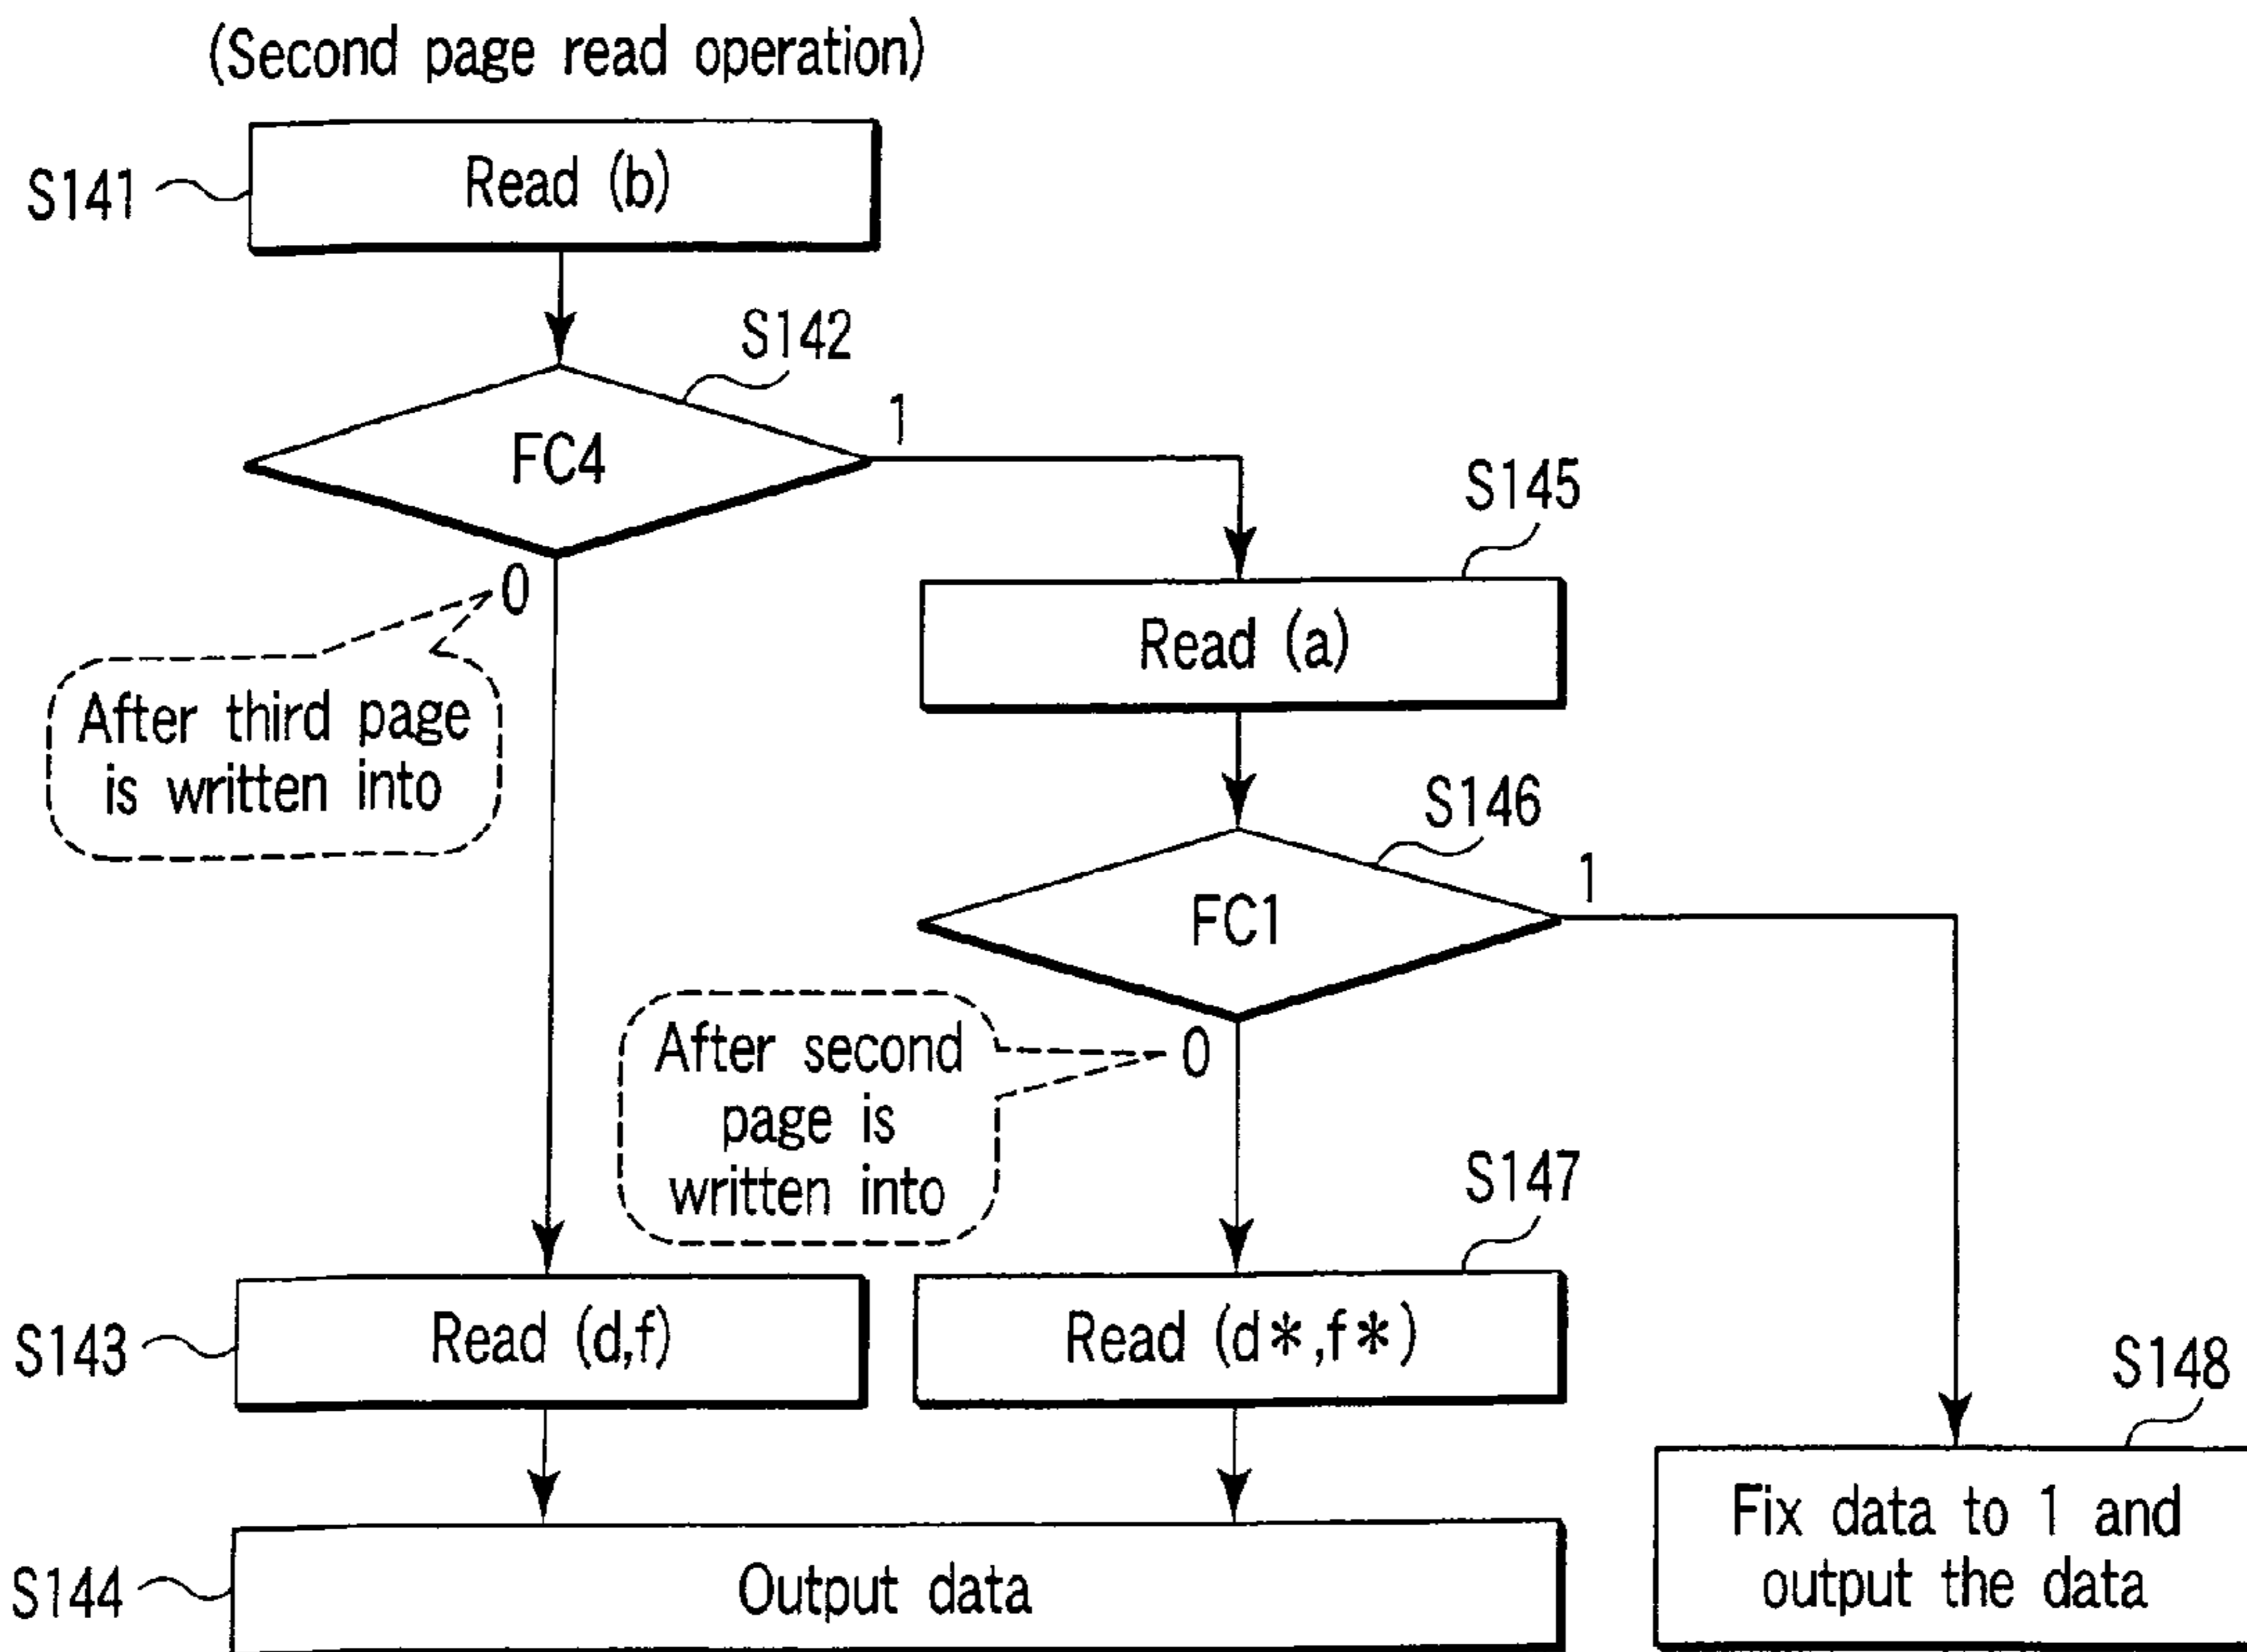 (Second page read operation)
S141
Read (b)
S142
1
FC4
0
S145
Read (a)
After third page
is written into
S146
1
FC1
0
After second
page is
written into
S147
S143
Read (d,f)
Read (d*,f*)
S148
S144
Output data
Fix data to 1 and
output the data